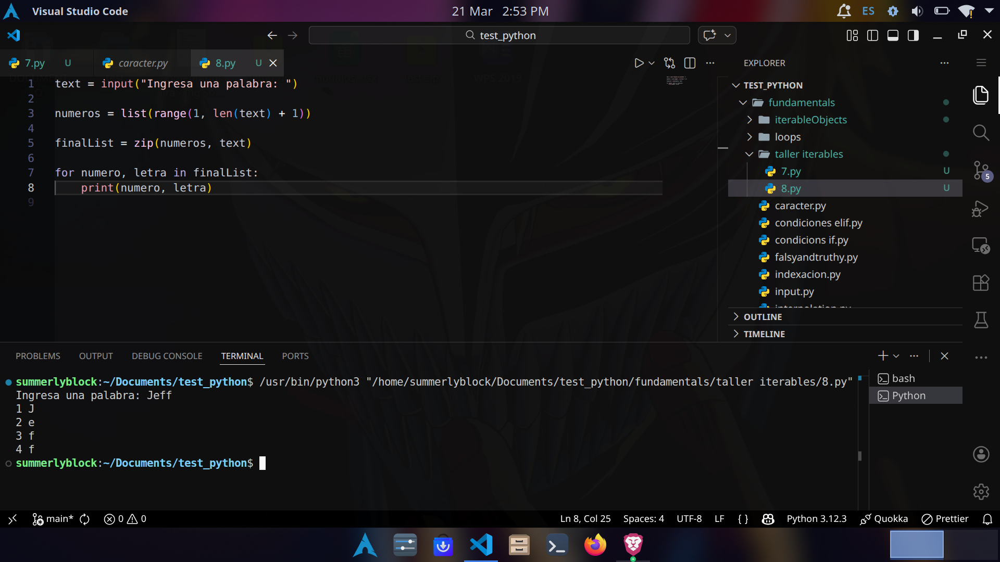 Visual Studio Code
21 Mar 2:53 PM
ES
test_python
7.py U
caracter.py
8.py U
1 text = input("Ingresa una palabra: ")
2
3 numeros = list(range(1, len(text) + 1))
4
5 finalList = zip(numeros, text)
6
7 for numero, letra in finalList:
8 print(numero, letra)
9
EXPLORER
TEST_PYTHON
fundamentals
iterableObjects
loops
taller iterables
7.py U
8.py U
caracter.py
condiciones elif.py
condicions if.py
falsyandtruthy.py
indexacion.py
input.py
OUTLINE
TIMELINE
5
PROBLEMS OUTPUT DEBUG CONSOLE TERMINAL PORTS
summerlyblock:~/Documents/test_python$ /usr/bin/python3 "/home/summerlyblock/Documents/test_python/fundamentals/taller iterables/8.py"
Ingresa una palabra: Jeff
1 J
2 e
3 f
4 f
summerlyblock:~/Documents/test_python$
bash
Python
main* 0 0
Ln 8, Col 25 Spaces: 4 UTF-8 LF { } Python 3.12.3 Quokka Prettier